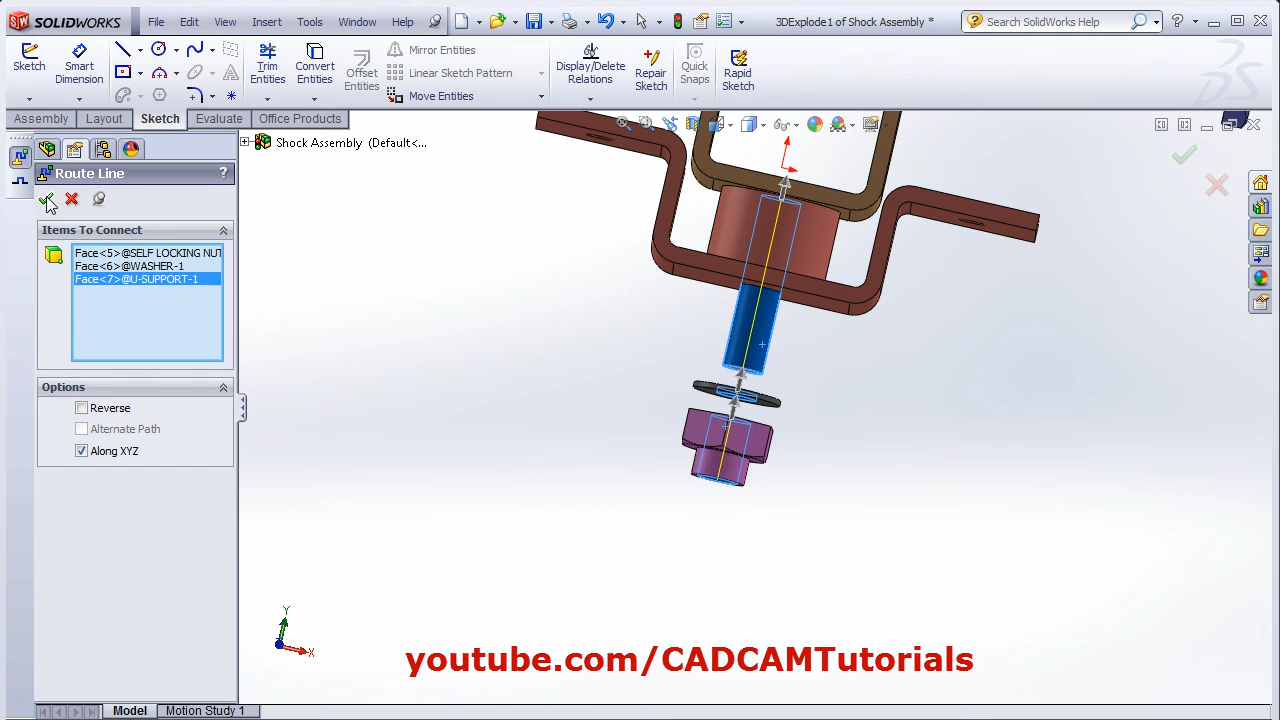 SOLIDWORKS
File Edit View Insert Tools Window Help
3DExplode1 of Shock Assembly *
Search SolidWorks Help
Sketch
Smart Dimension
Trim Entities
Convert Entities
Offset Entities
Mirror Entities
Linear Sketch Pattern
Move Entities
Display/Delete Relations
Repair Sketch
Quick Snaps
Rapid Sketch
Assembly Layout Sketch Evaluate Office Products
Shock Assembly (Default<...
Route Line
?
Items To Connect
Face<5>@SELF LOCKING NUT
Face<6>@WASHER-1
Face<7>@U-SUPPORT-1
Options
Reverse
Alternate Path
Along XYZ
Y
X
youtube.com/CADCAMTutorials
Model Motion Study 1